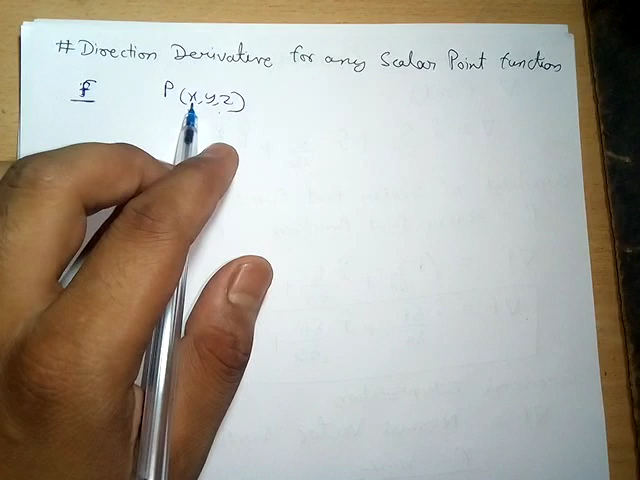 # Direction Derivative for any Scalar Point function
f P(x,y,z)